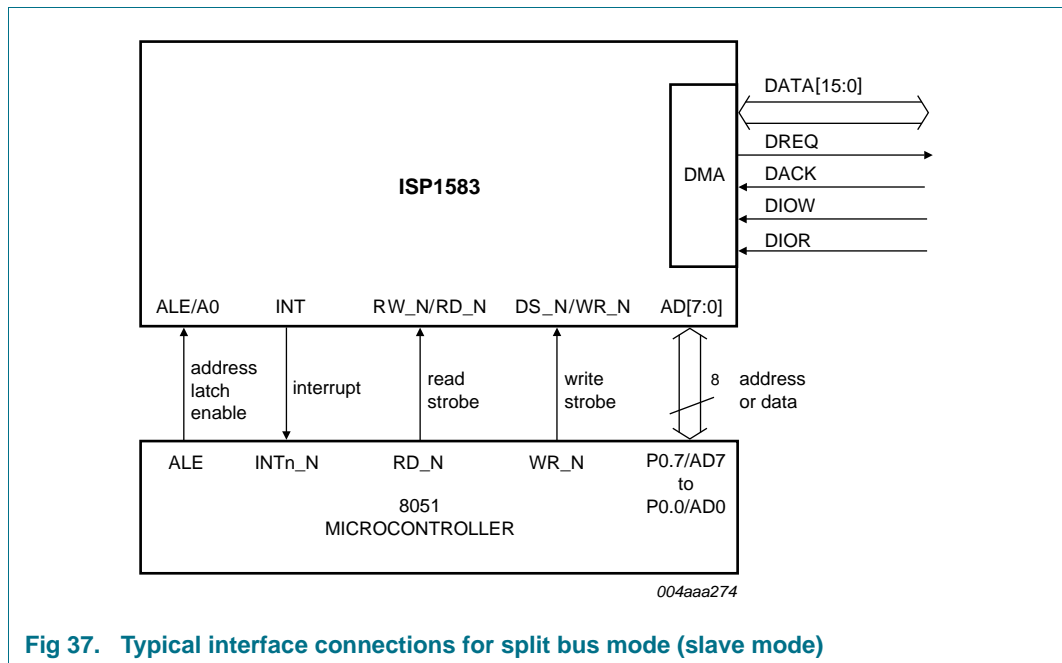 DATA[15:0]
DREQ
DMA
DACK
ISP1583
DIOW
DIOR
ALE/A0 INT RW_N/RD_N DS_N/WR_N AD[7:0]
address
latch
enable
interrupt
read
strobe
write
strobe
8
address
or data
ALE INTn_N RD_N WR_N P0.7/AD7
to
P0.0/AD0
8051
MICROCONTROLLER
004aaa274
Fig 37. Typical interface connections for split bus mode (slave mode)